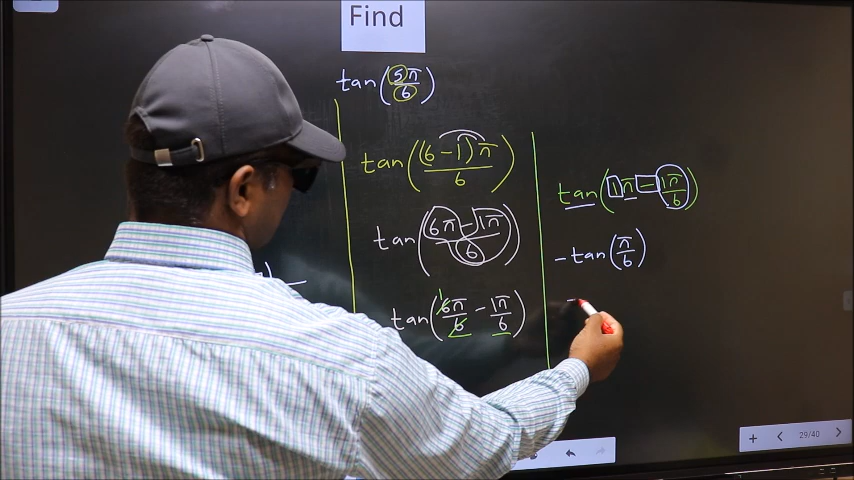 Find
tan(5π/6)
tan((6-1)π/6)
tan((6π-1π)/6)
tan(6π/6 - 1π/6)
tan(1π - 1π/6)
-tan(π/6)
-
29/40